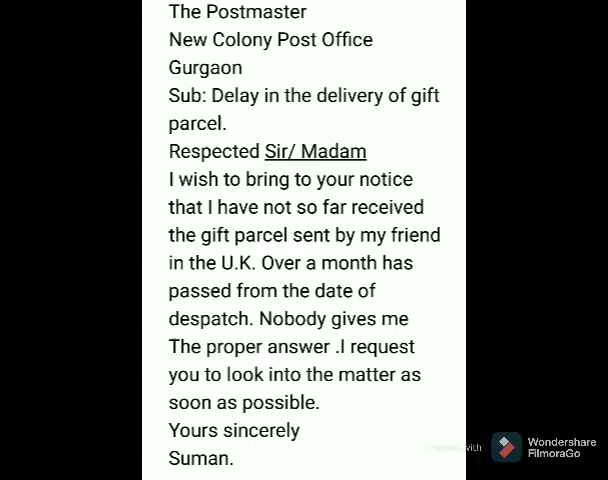 The Postmaster
New Colony Post Office
Gurgaon
Sub: Delay in the delivery of gift
parcel.
Respected Sir/ Madam
I wish to bring to your notice
that I have not so far received
the gift parcel sent by my friend
in the U.K. Over a month has
passed from the date of
despatch. Nobody gives me
The proper answer .I request
you to look into the matter as
soon as possible.
Yours sincerely
Suman.
with
Wondershare
FilmoraGo